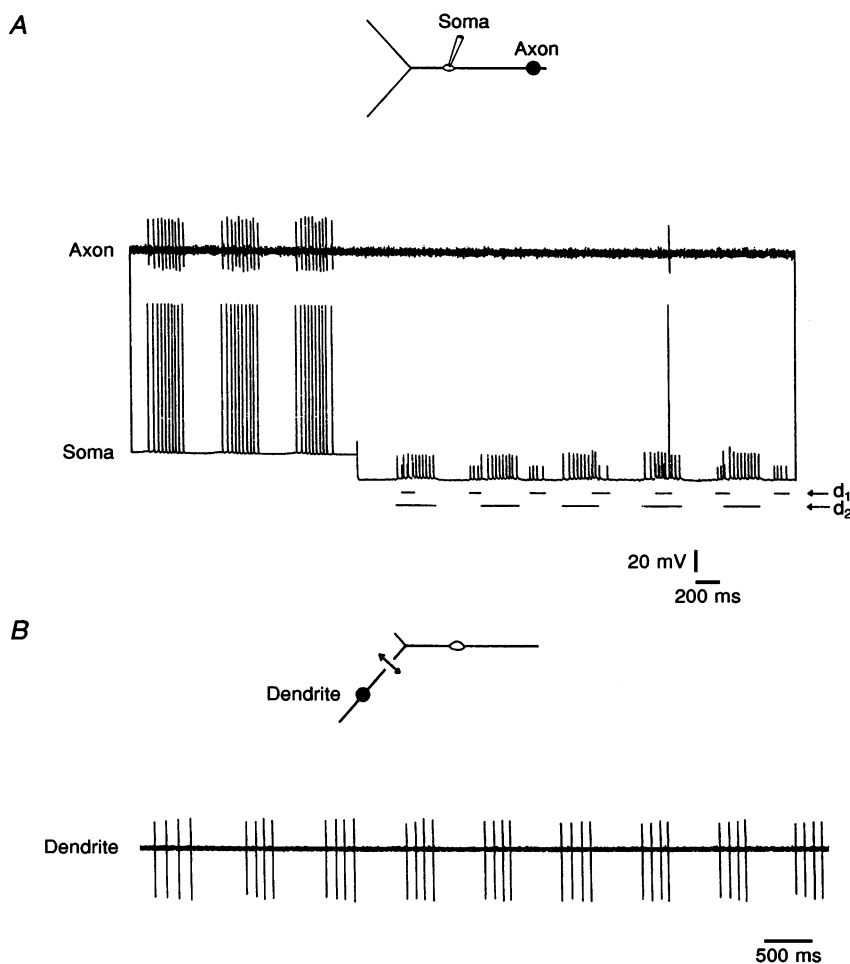 A
Soma
Axon
Axon
Soma
d1
d2
20 mV
200 ms
B
Dendrite
Dendrite
500 ms